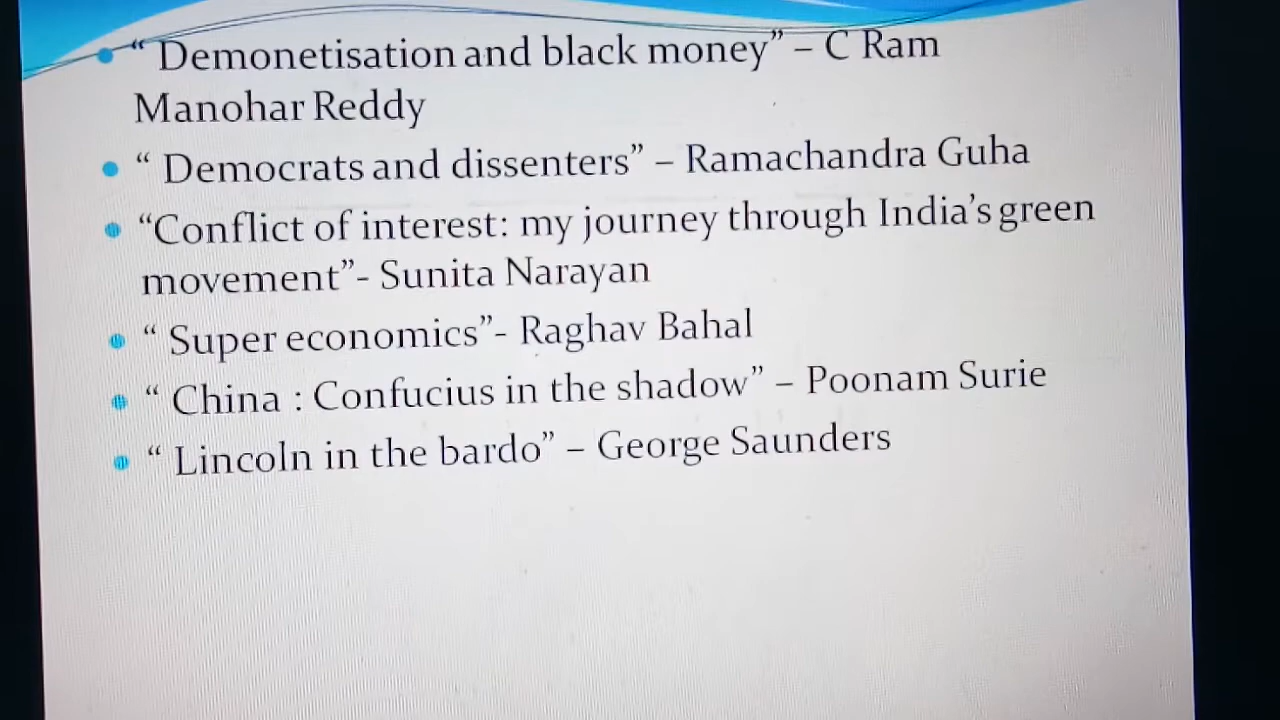 “ Demonetisation and black money” – C Ram
Manohar Reddy
“ Democrats and dissenters” – Ramachandra Guha
“Conflict of interest: my journey through India’s green
movement”- Sunita Narayan
“ Super economics”- Raghav Bahal
“ China : Confucius in the shadow” – Poonam Surie
“ Lincoln in the bardo” – George Saunders